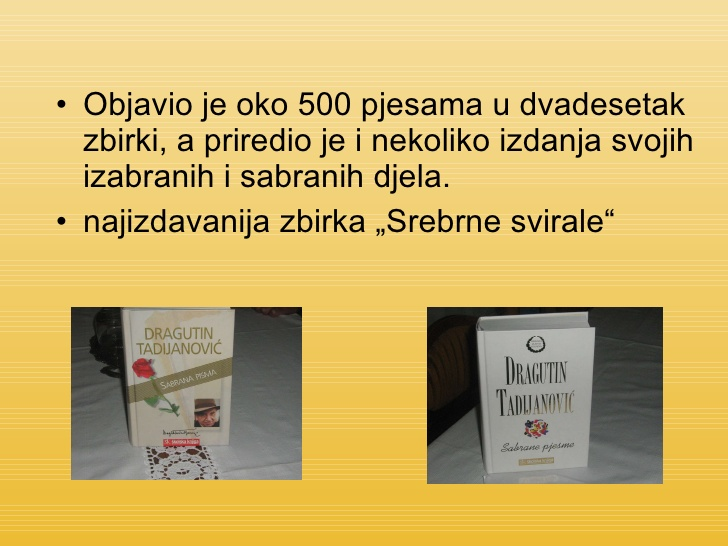 • Objavio je oko 500 pjesama u dvadesetak
zbirki, a priredio je i nekoliko izdanja svojih
izabranih i sabranih djela.
• najizdavanija zbirka „Srebrne svirale“
DRAGUTIN
TADIJANOVIĆ
SABRANA PISMA
DRAGUTIN
TADIJANOVIĆ
Sabrane pjesme